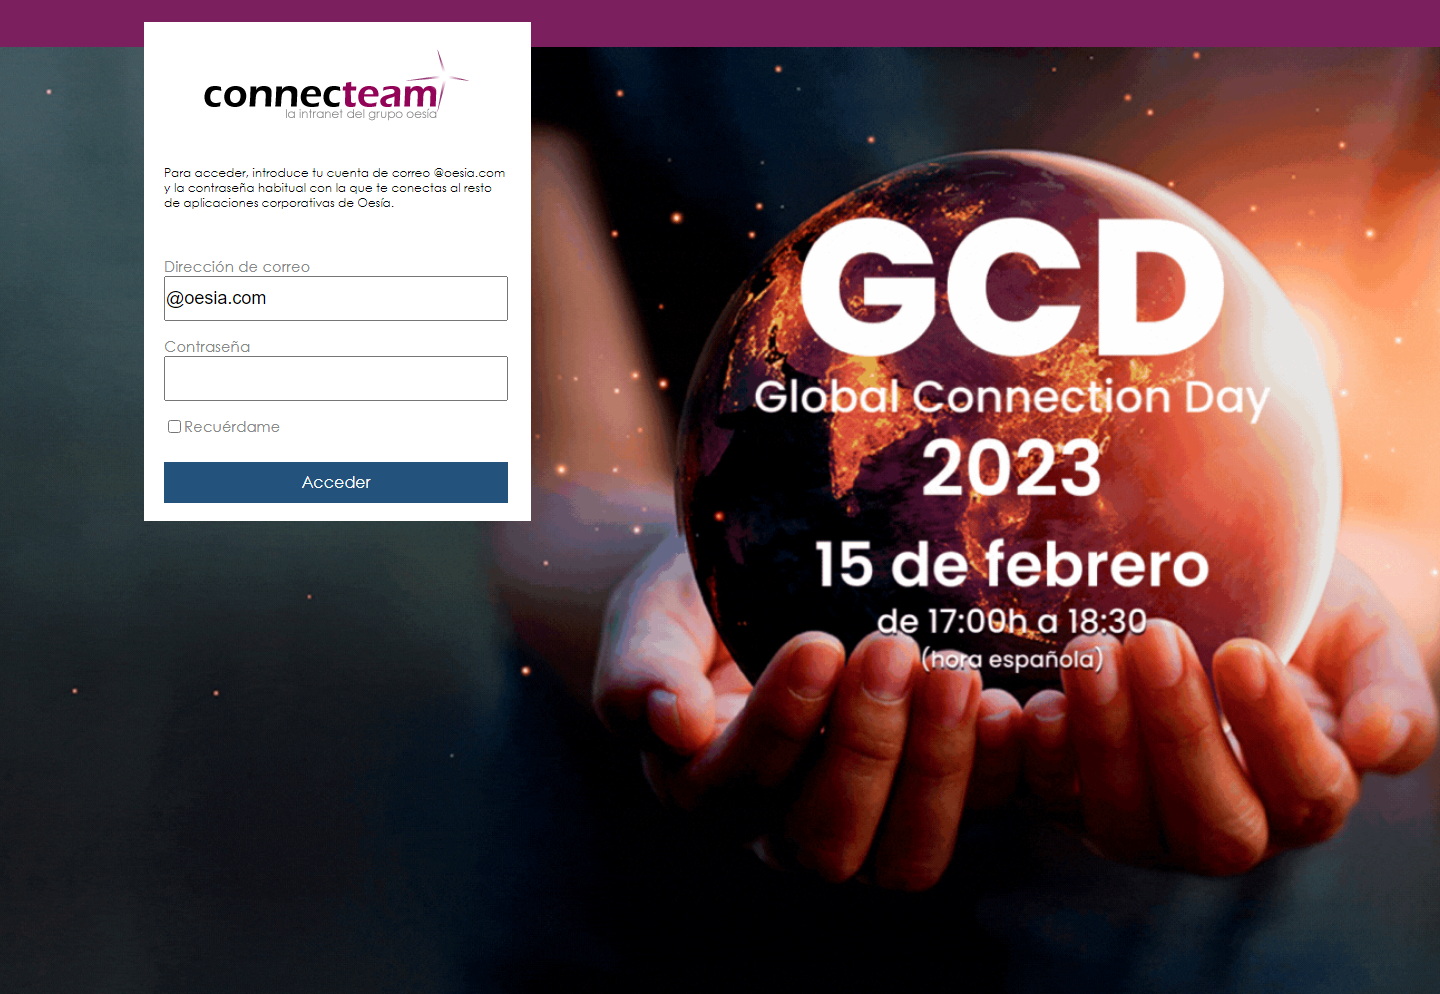 connecteam
la intranet del grupo oesía
Para acceder, introduce tu cuenta de correo @oesia.com
y la contraseña habitual con la que te conectas al resto
de aplicaciones corporativas de Oesía.
Dirección de correo
@oesia.com
Contraseña
Recuérdame
Acceder
GCD
Global Connection Day
2023
15 de febrero
de 17:00h a 18:30
(hora española)